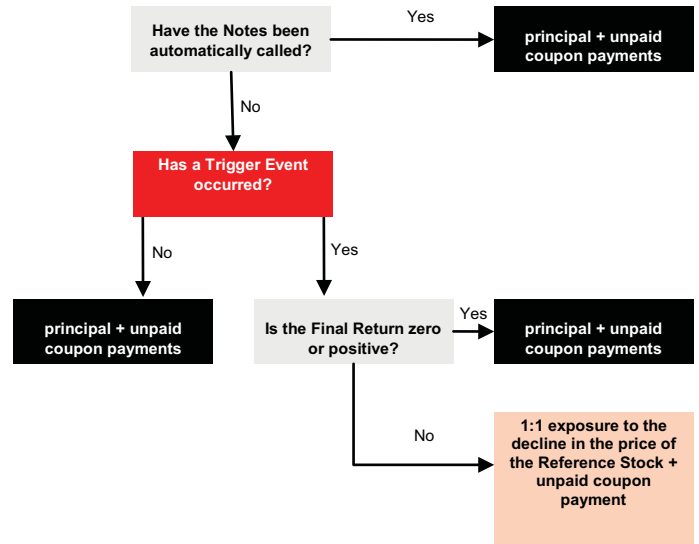 Have the Notes been
automatically called?
Yes
principal + unpaid
coupon payments
No
Has a Trigger Event
occurred?
No
Yes
principal + unpaid
coupon payments
Is the Final Return zero
or positive?
Yes
principal + unpaid
coupon payments
No
1:1 exposure to the
decline in the price of
the Reference Stock +
unpaid coupon
payment